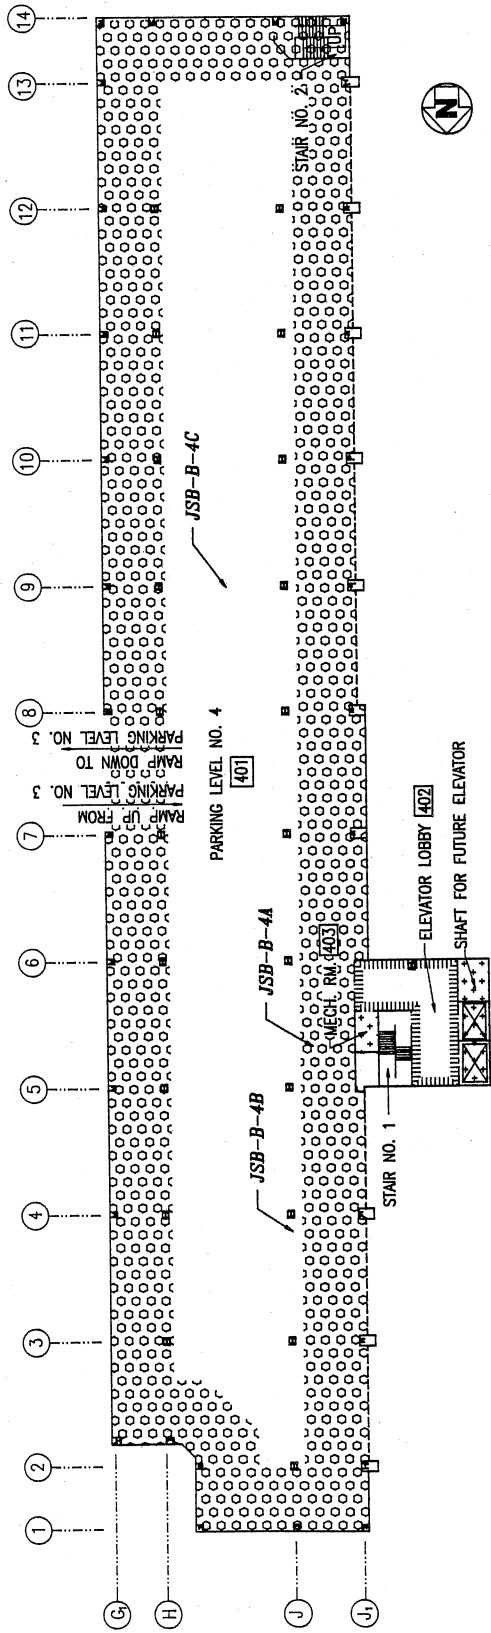 14
13
12
11
10
9
8
7
6
5
4
3
2
1
G1
H
J
J1
N
UP
STAIR NO. 2
JSB-B-4C
RAMP DOWN TO
PARKING LEVEL NO. 3
RAMP UP FROM
PARKING LEVEL NO. 3
PARKING LEVEL NO. 4
401
JSB-B-4A
MECH. RM. 403
JSB-B-4B
ELEVATOR LOBBY 402
SHAFT FOR FUTURE ELEVATOR
STAIR NO. 1